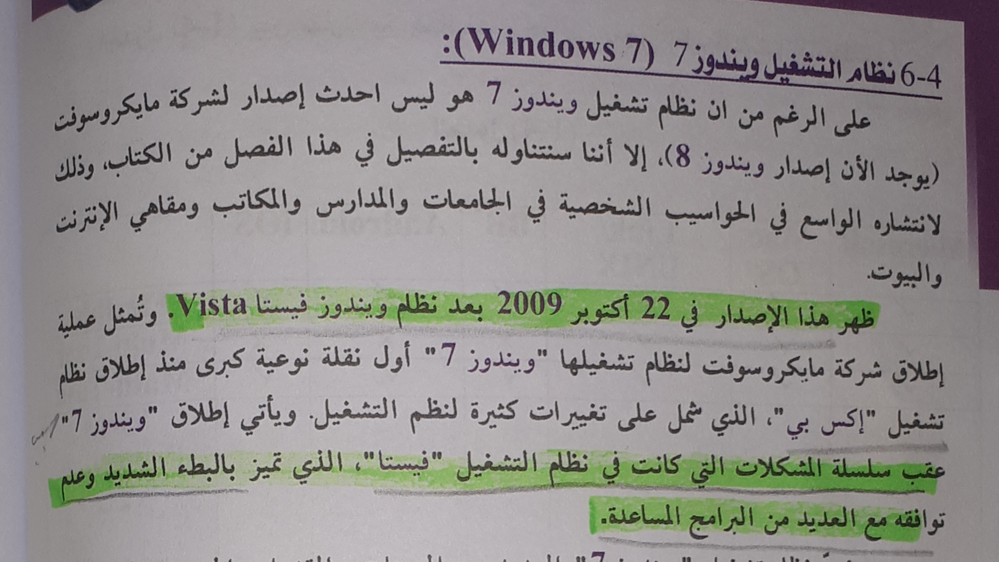 6-4 نظام التشغيل ويندوز 7 (Windows 7):
على الرغم من ان نظام تشغيل ويندوز 7 هو ليس احدث إصدار لشركة مايكروسوفت
(يوجد الأن إصدار ويندوز 8)، إلا أننا سنتناوله بالتفصيل في هذا الفصل من الكتاب، وذلك
لانتشاره الواسع في الحواسيب الشخصية في الجامعات والمدارس والمكاتب ومقاهي الإنترنت
والبيوت.
ظهر هذا الإصدار في 22 أكتوبر 2009 بعد نظام ويندوز فيستا Vista. وتُمثل عملية
إطلاق شركة مايكروسوفت لنظام تشغيلها "ويندوز 7" أول نقلة نوعية كبرى منذ إطلاق نظام
تشغيل "إكس بي"، الذي شمل على تغييرات كثيرة لنظم التشغيل. ويأتي إطلاق "ويندوز 7"
عقب سلسلة المشكلات التي كانت في نظام التشغيل "فيستا"، الذي تميز بالبطء الشديد وعدم
توافقه مع العديد من البرامج المساعدة.